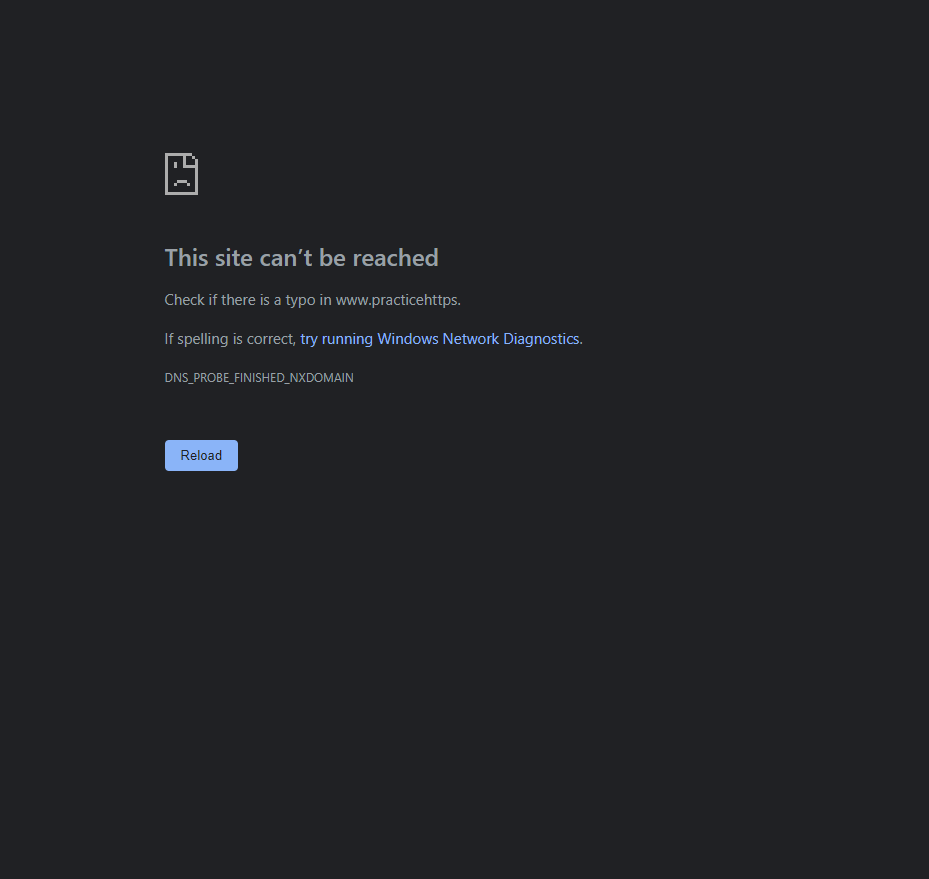 This site can’t be reached
Check if there is a typo in www.practicehttps.
If spelling is correct, try running Windows Network Diagnostics.
DNS_PROBE_FINISHED_NXDOMAIN
Reload